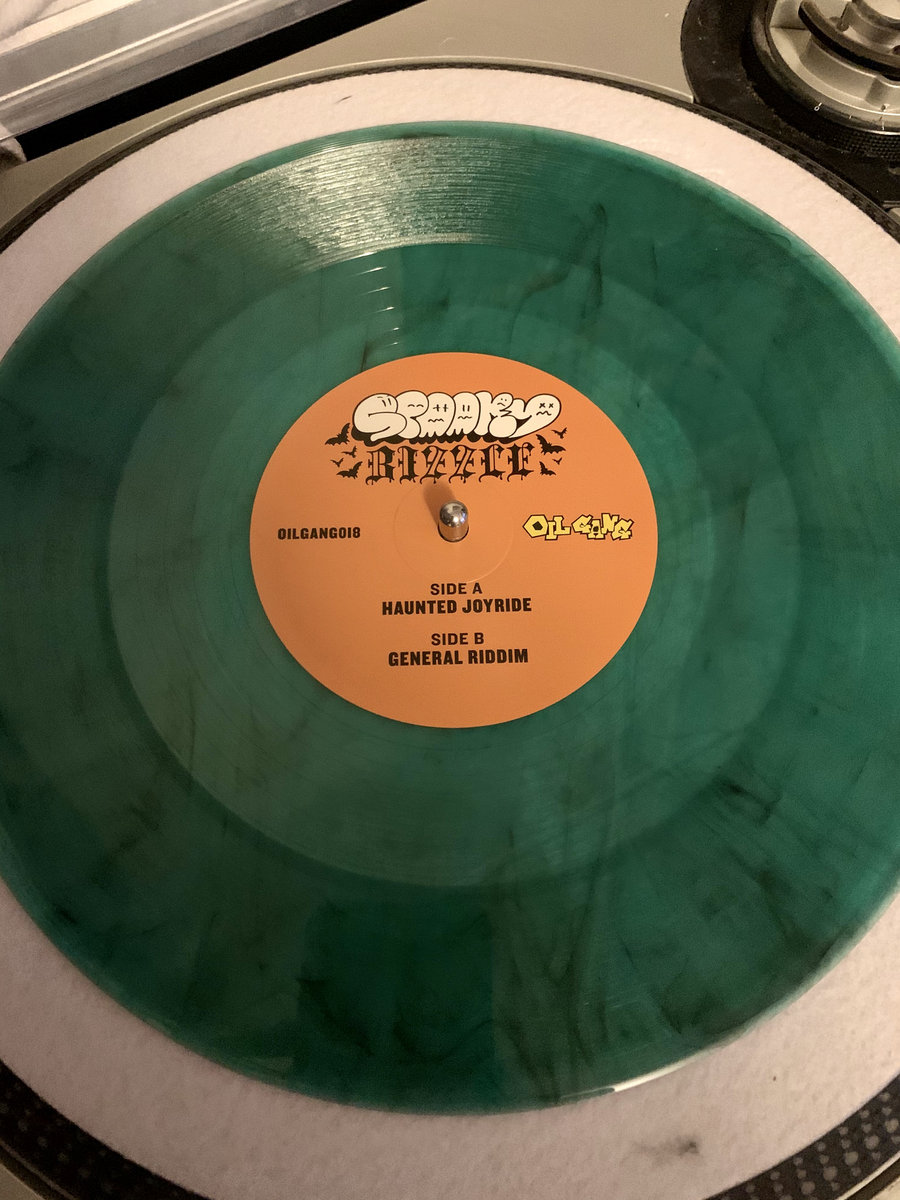 SPOOKY
BIZZLE
OILGANG018
OIL GANG
SIDE A
HAUNTED JOYRIDE
SIDE B
GENERAL RIDDIM